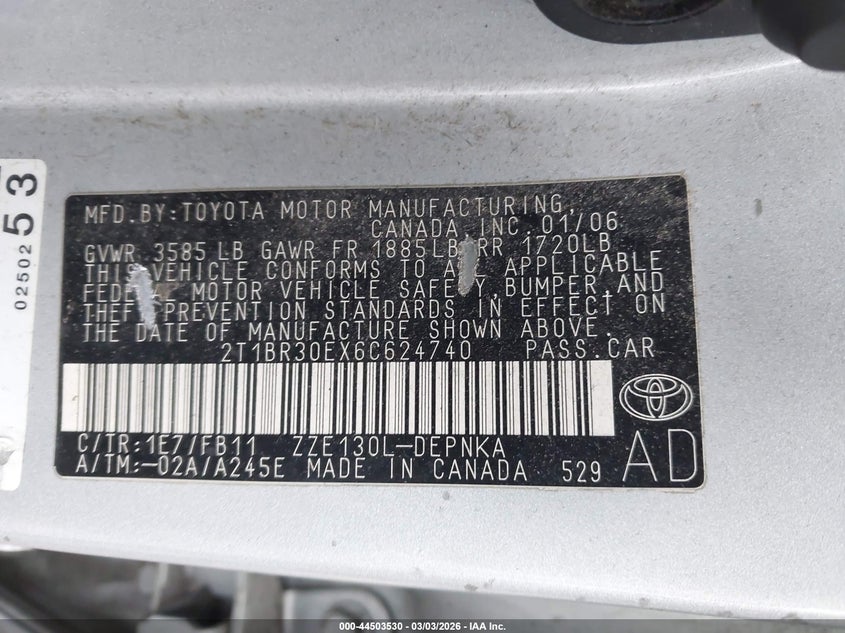 MFD.BY:TOYOTA MOTOR MANUFACTURING,
CANADA, INC. 01/06
GVWR 3585 LB GAWR FR 1885LB RR 1720LB
THIS VEHICLE CONFORMS TO ALL APPLICABLE
FEDERAL MOTOR VEHICLE SAFETY,BUMPER,AND
THEFT PREVENTION STANDARDS IN EFFECT ON
THE DATE OF MANUFACTURE SHOWN ABOVE.
2T1BR30EX6C624740 PASS.CAR
C/TR:1E7/FB11 ZZE130L-DEPNKA
A/TM:-02A/A245E MADE IN CANADA 529
AD
02502
53
000-44503530 - 03/03/2026 - IAA Inc.